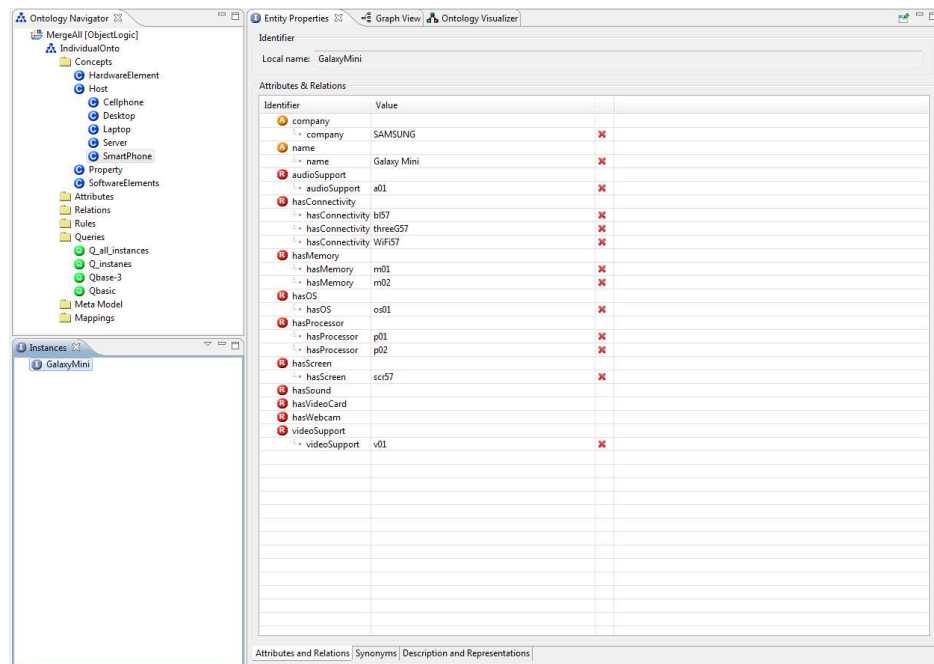 Ontology Navigator
MergeAll [ObjectLogic]
IndividualOnto
Concepts
HardwareElement
Host
Cellphone
Desktop
Laptop
Server
SmartPhone
Property
SoftwareElements
Attributes
Relations
Rules
Queries
Q_all_instances
Q_instanes
Qbase-3
Qbasic
Meta Model
Mappings
Instances
GalaxyMini
Entity Properties Graph View Ontology Visualizer
Identifier
Local name: GalaxyMini
Attributes & Relations
Identifier Value
company
company SAMSUNG
name
name Galaxy Mini
audioSupport
audioSupport a01
hasConnectivity
hasConnectivity bl57
hasConnectivity threeG57
hasConnectivity WiFi57
hasMemory
hasMemory m01
hasMemory m02
hasOS
hasOS os01
hasProcessor
hasProcessor p01
hasProcessor p02
hasScreen
hasScreen scr57
hasSound
hasVideoCard
hasWebcam
videoSupport
videoSupport v01
Attributes and Relations Synonyms Description and Representations